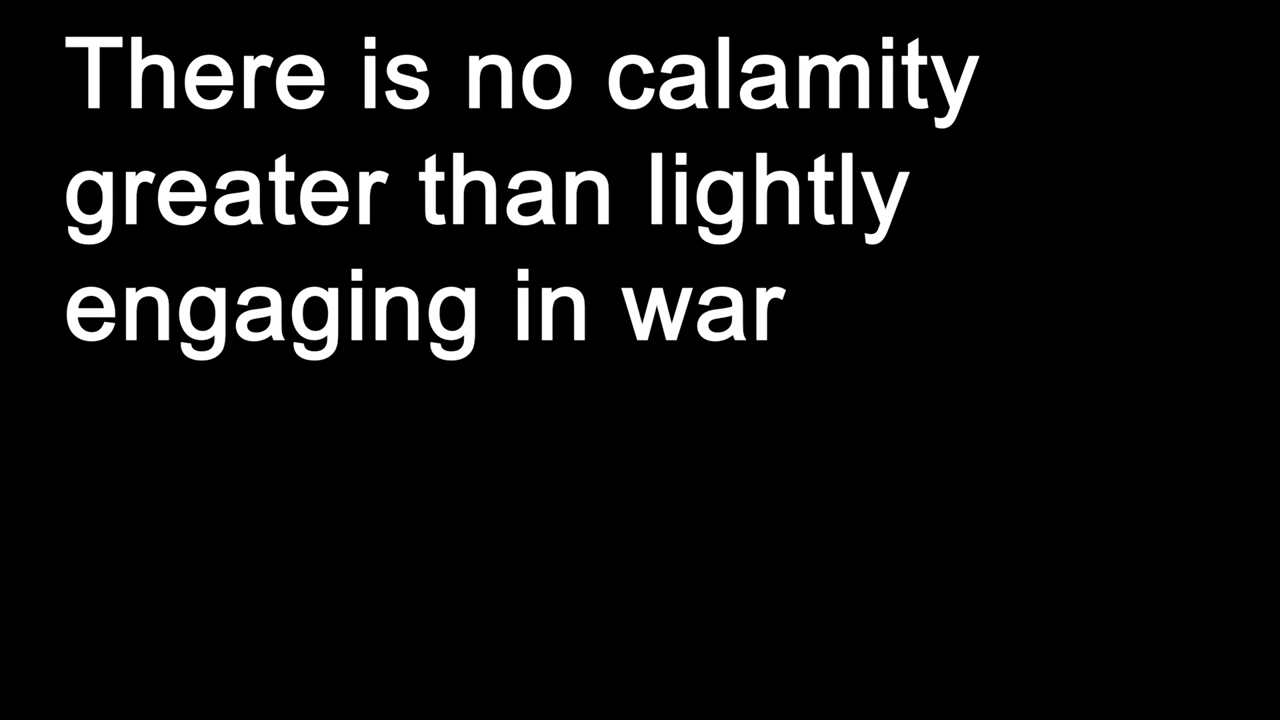 There is no calamity
greater than lightly
engaging in war